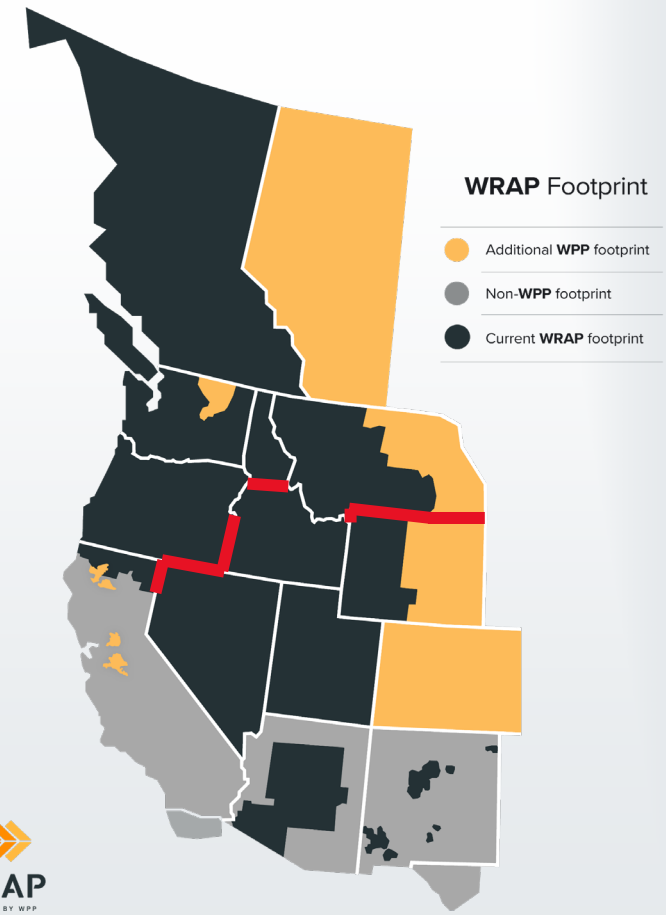 WRAP Footprint
Additional WPP footprint
Non-WPP footprint
Current WRAP footprint
AP
BY WPP